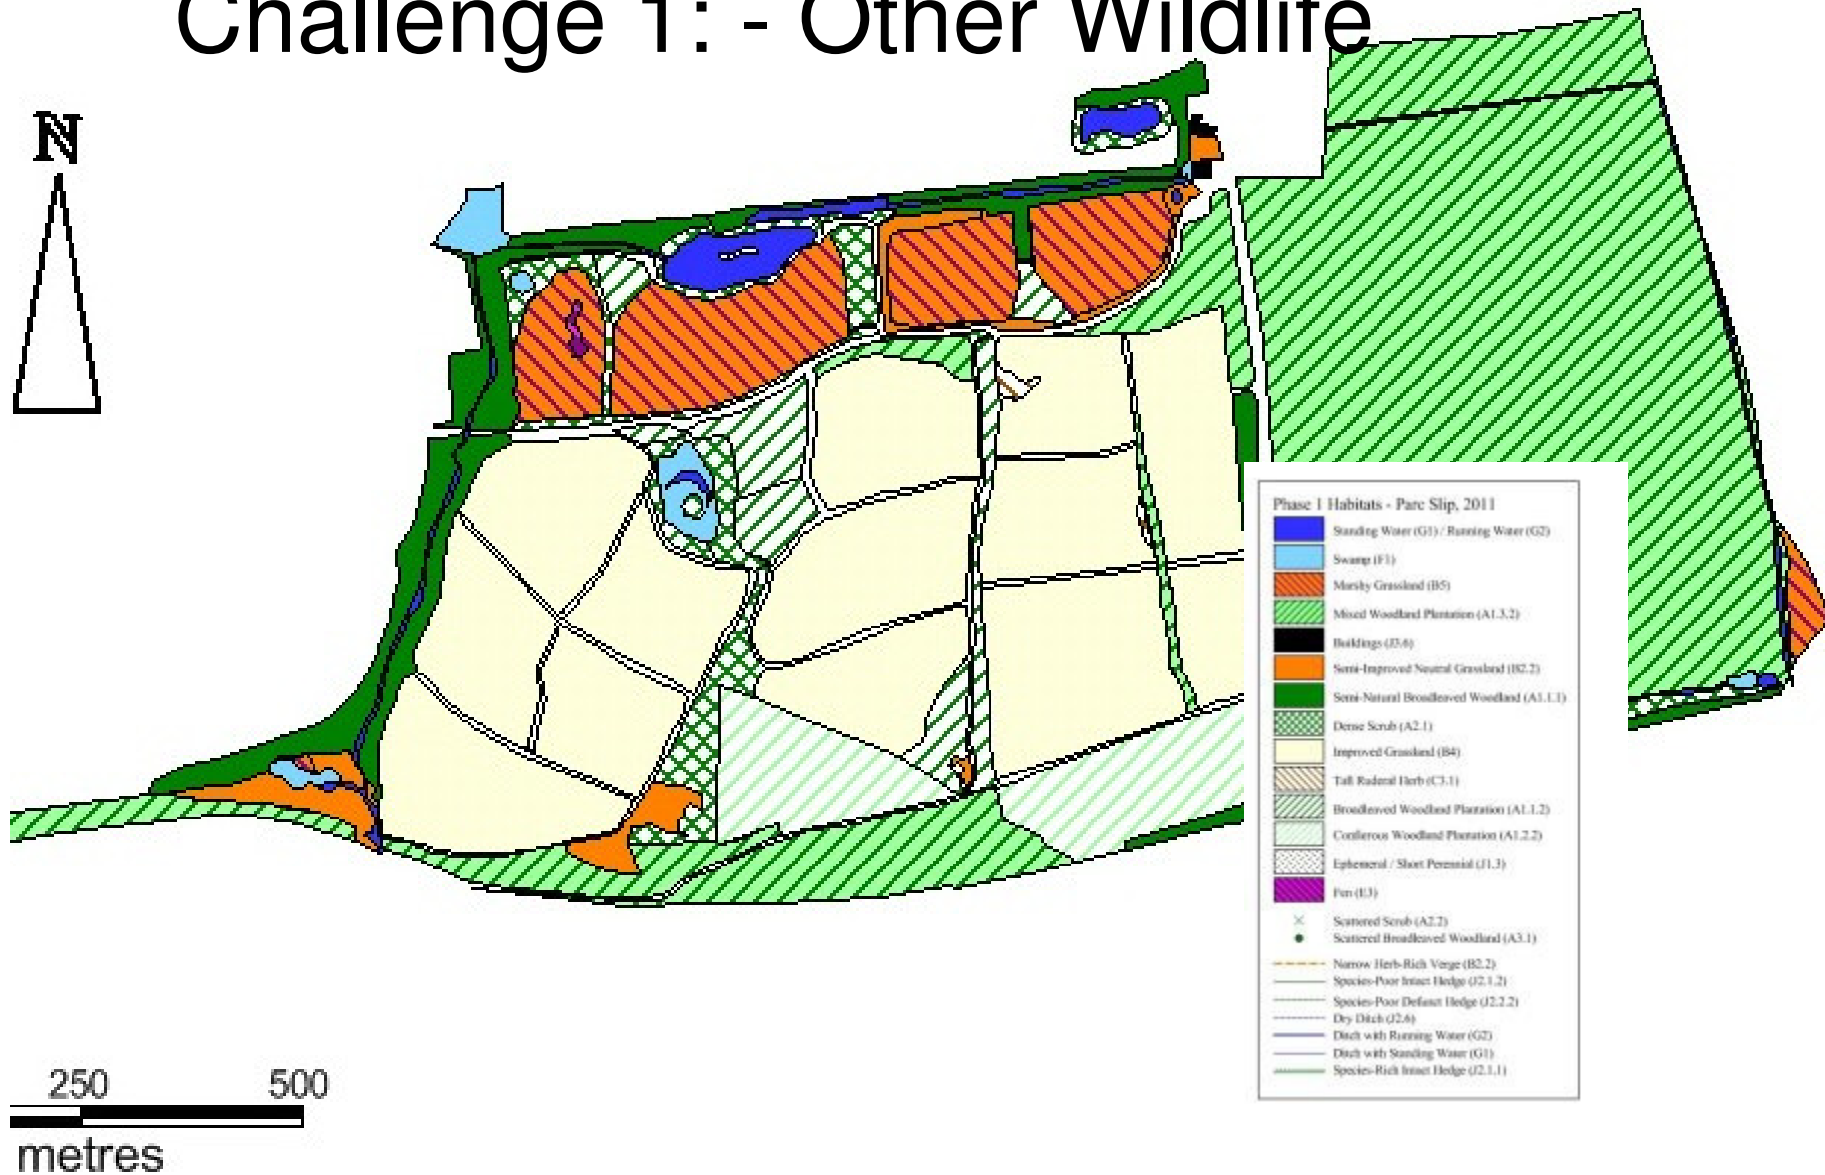 Challenge 1: - Other Wildlife
N
Phase 1 Habitats - Parc Slip, 2011
Standing Water (G1) / Running Water (G2)
Swamp (F1)
Marshy Grassland (B5)
Mixed Woodland Plantation (A1.3.2)
Buildings (J3.6)
Semi-Improved Neutral Grassland (B2.2)
Semi-Natural Broadleaved Woodland (A1.1.1)
Dense Scrub (A2.1)
Improved Grassland (B4)
Tall Ruderal Herb (C3.1)
Broadleaved Woodland Plantation (A1.1.2)
Coniferous Woodland Plantation (A1.2.2)
Ephemeral / Short Perennial (J1.3)
Fen (E3)
Scattered Scrub (A2.2)
Scattered Broadleaved Woodland (A3.1)
Narrow Herb-Rich Verge (B2.2)
Species-Poor Intact Hedge (J2.1.2)
Species-Poor Defunct Hedge (J2.2.2)
Dry Ditch (J2.6)
Ditch with Running Water (G2)
Ditch with Standing Water (G1)
Species-Rich Intact Hedge (J2.1.1)
250 500
metres